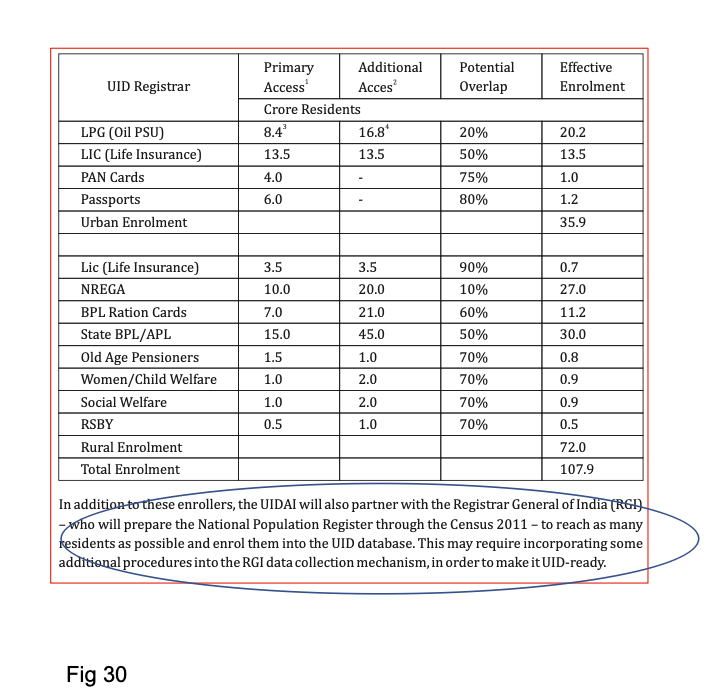 UID Registrar Primary Access¹ Additional Acces² Potential Overlap Effective Enrolment
Crore Residents
LPG (Oil PSU) 8.4³ 16.8⁴ 20% 20.2
LIC (Life Insurance) 13.5 13.5 50% 13.5
PAN Cards 4.0 - 75% 1.0
Passports 6.0 - 80% 1.2
Urban Enrolment 35.9
Lic (Life Insurance) 3.5 3.5 90% 0.7
NREGA 10.0 20.0 10% 27.0
BPL Ration Cards 7.0 21.0 60% 11.2
State BPL/APL 15.0 45.0 50% 30.0
Old Age Pensioners 1.5 1.0 70% 0.8
Women/Child Welfare 1.0 2.0 70% 0.9
Social Welfare 1.0 2.0 70% 0.9
RSBY 0.5 1.0 70% 0.5
Rural Enrolment 72.0
Total Enrolment 107.9
In addition to these enrollers, the UIDAI will also partner with the Registrar General of India (RGI)
– who will prepare the National Population Register through the Census 2011 – to reach as many
residents as possible and enrol them into the UID database. This may require incorporating some
additional procedures into the RGI data collection mechanism, in order to make it UID-ready.
Fig 30